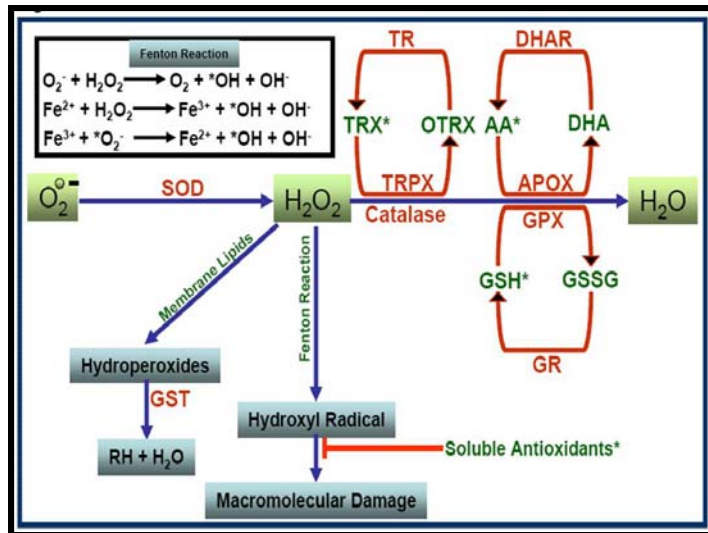 Fenton Reaction
O₂⁻ + H₂O₂ → O₂ + *OH + OH⁻
Fe²⁺ + H₂O₂ → Fe³⁺ + *OH + OH⁻
Fe³⁺ + *O₂⁻ → Fe²⁺ + *OH + OH⁻
TR
DHAR
TRX*
OTRX
AA*
DHA
TRPX
APOX
O₂⊖
SOD
H₂O₂
Catalase
GPX
H₂O
GSH*
GSSG
GR
Membrane Lipids
Fenton Reaction
Hydroperoxides
GST
RH + H₂O
Hydroxyl Radical
Soluble Antioxidants*
Macromolecular Damage